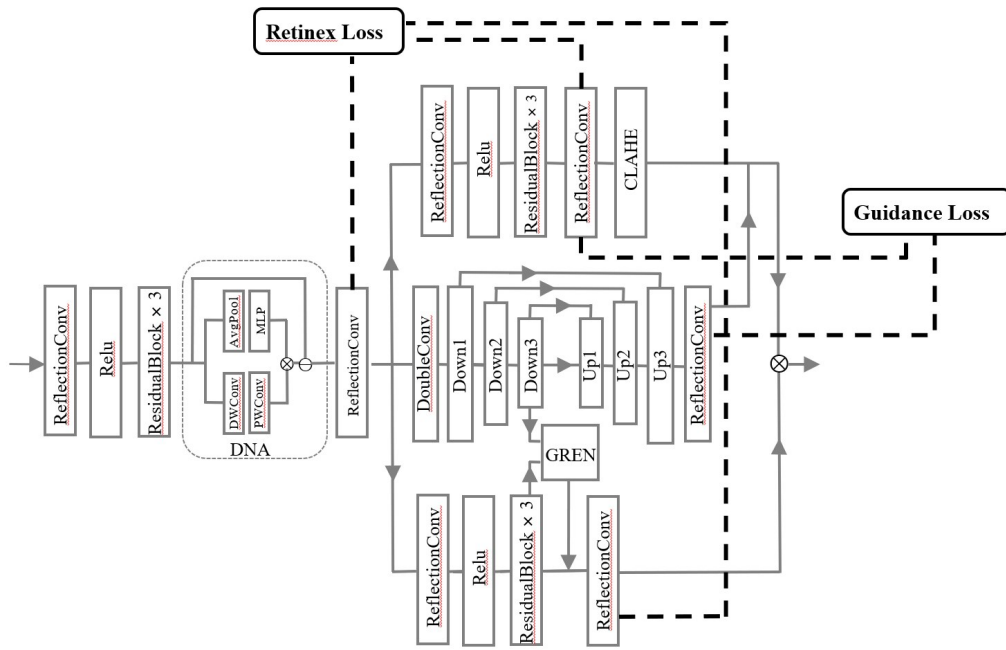 Retinex Loss
Guidance Loss
ReflectionConv
Relu
ResidualBlock × 3
AvgPool
MLP
DWConv
PWConv
DNA
ReflectionConv
ReflectionConv
Relu
ResidualBlock × 3
ReflectionConv
CLAHE
DoubleConv
Down1
Down2
Down3
Up1
Up2
Up3
ReflectionConv
GREN
ReflectionConv
Relu
ResidualBlock × 3
ReflectionConv